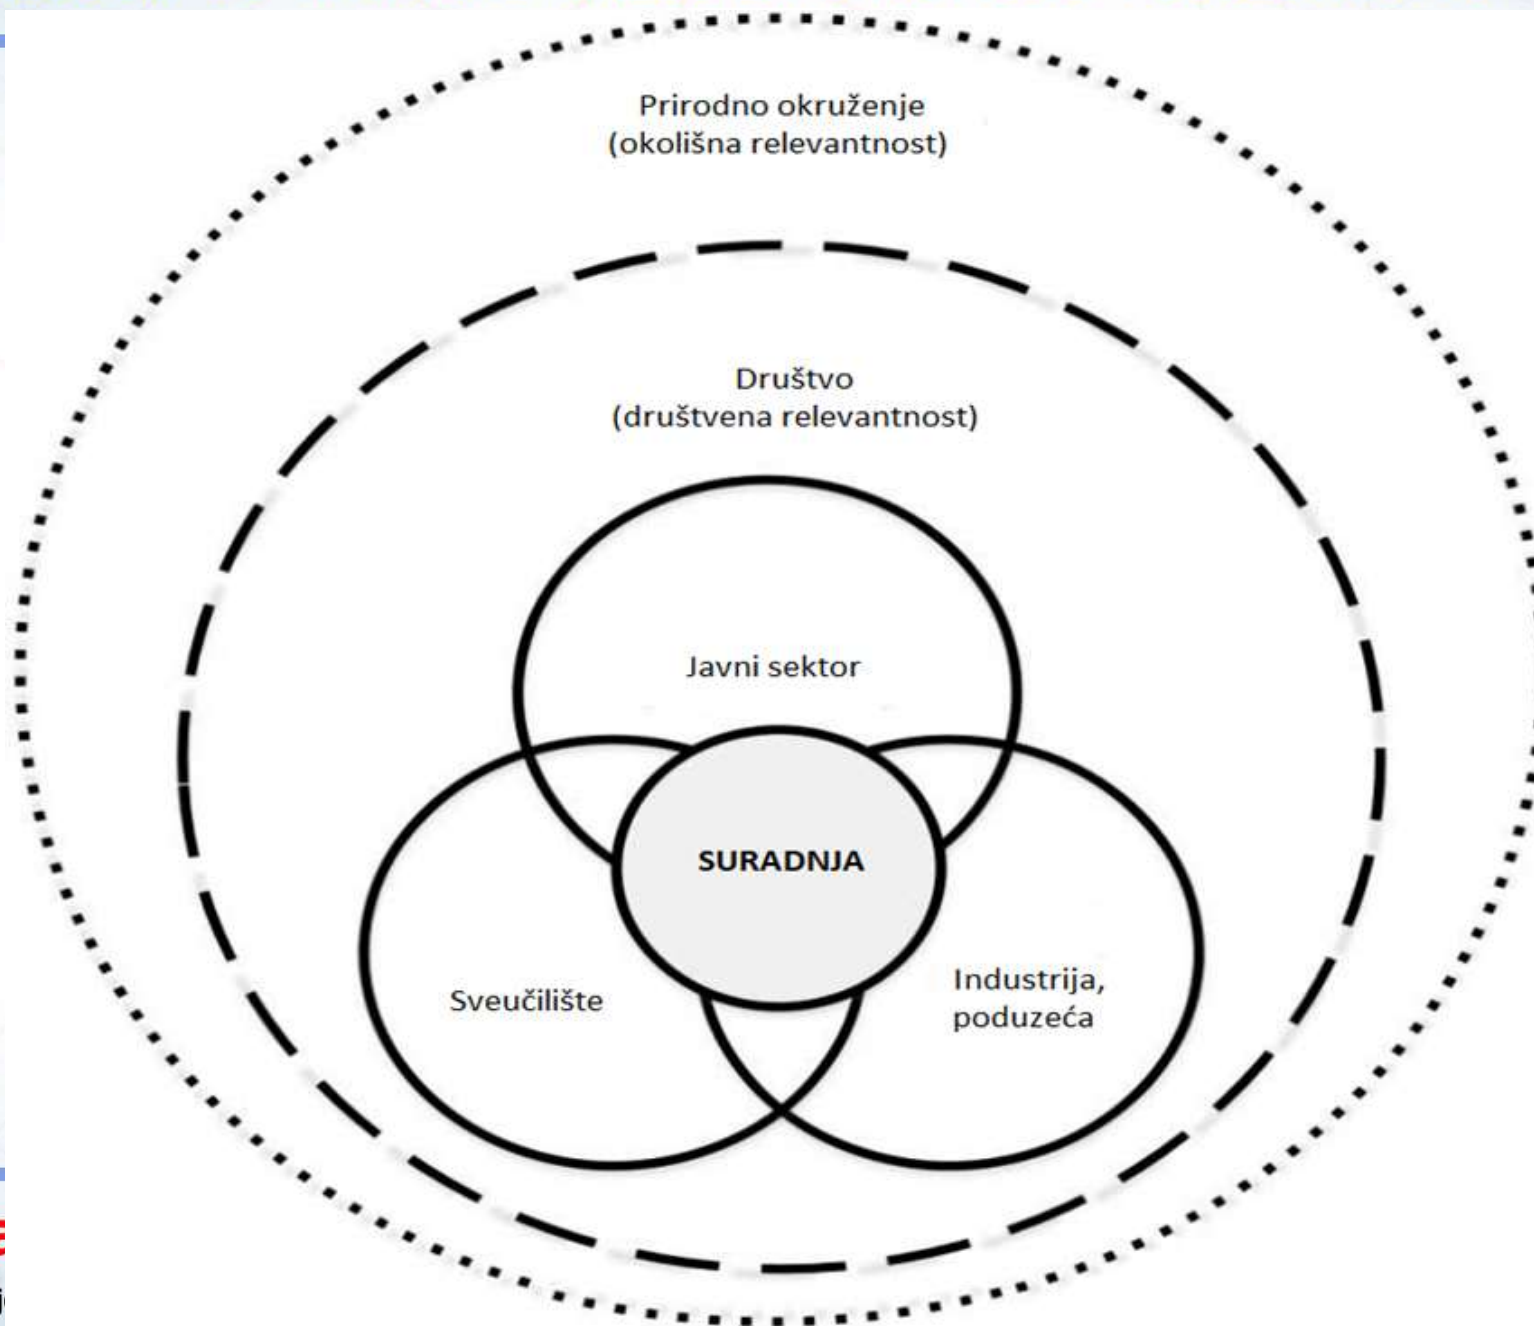 Prirodno okruženje
(okolišna relevantnost)
Društvo
(društvena relevantnost)
Javni sektor
SURADNJA
Sveučilište
Industrija,
poduzeća